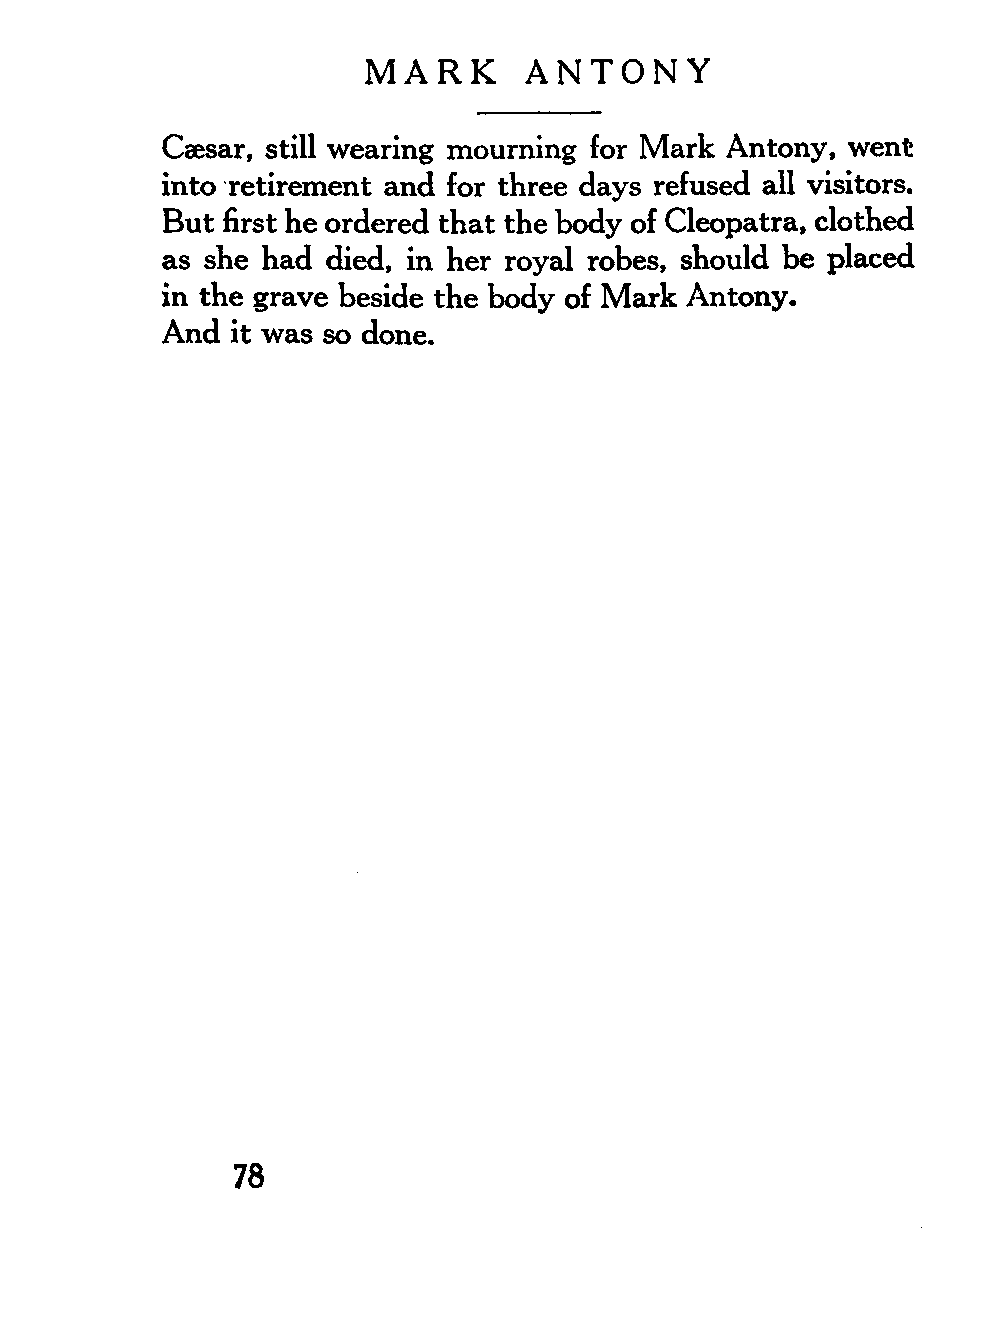 MARK ANTONY
Cæsar, still wearing mourning for Mark Antony, went
into retirement and for three days refused all visitors.
But first he ordered that the body of Cleopatra, clothed
as she had died, in her royal robes, should be placed
in the grave beside the body of Mark Antony.
And it was so done.
78